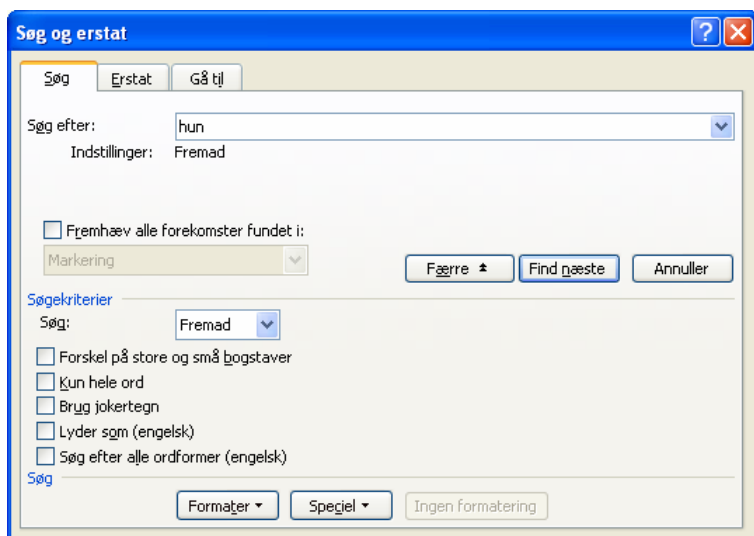 Søg og erstat
Søg Erstat Gå til
Søg efter: hun
Indstillinger: Fremad
Fremhæv alle forekomster fundet i:
Markering
Færre Find næste Annuller
Søgekriterier
Søg: Fremad
Forskel på store og små bogstaver
Kun hele ord
Brug jokertegn
Lyder som (engelsk)
Søg efter alle ordformer (engelsk)
Søg
Formater Speciel Ingen formatering